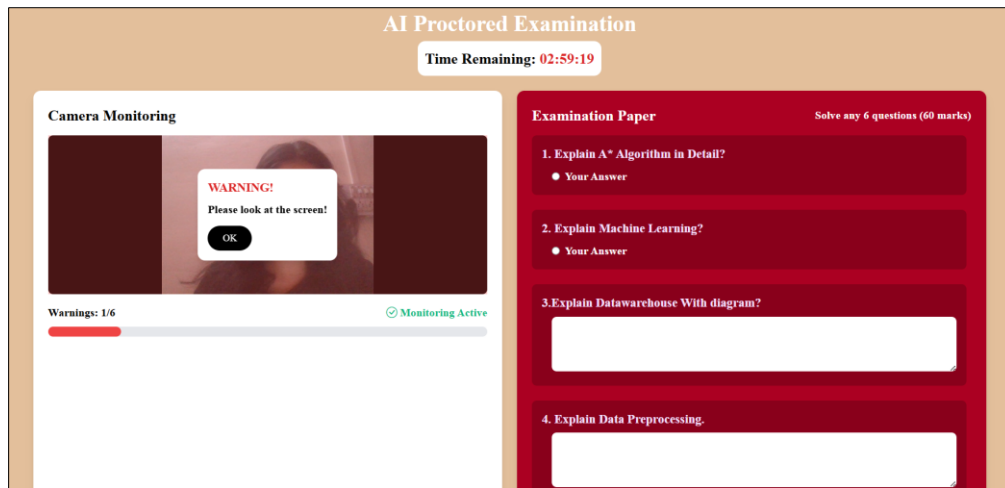 AI Proctored Examination
Time Remaining: 02:59:19
Camera Monitoring
WARNING!
Please look at the screen!
OK
Warnings: 1/6
Monitoring Active
Examination Paper
Solve any 6 questions (60 marks)
1. Explain A* Algorithm in Detail?
Your Answer
2. Explain Machine Learning?
Your Answer
3.Explain Datawarehouse With diagram?
4. Explain Data Preprocessing.